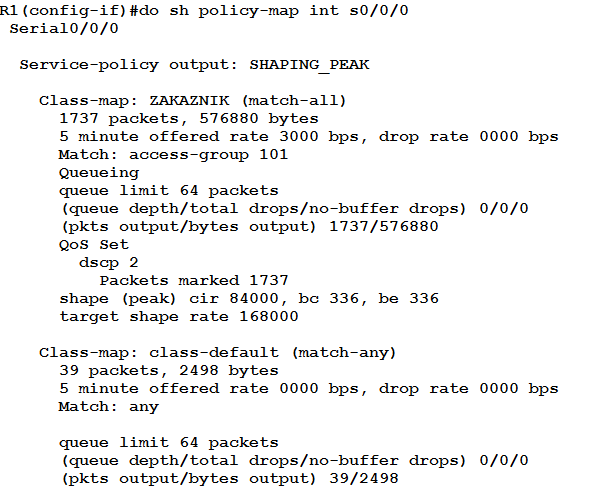 R1(config-if)#do sh policy-map int s0/0/0
Serial0/0/0
Service-policy output: SHAPING_PEAK
Class-map: ZAKAZNIK (match-all)
1737 packets, 576880 bytes
5 minute offered rate 3000 bps, drop rate 0000 bps
Match: access-group 101
Queueing
queue limit 64 packets
(queue depth/total drops/no-buffer drops) 0/0/0
(pkts output/bytes output) 1737/576880
QoS Set
dscp 2
Packets marked 1737
shape (peak) cir 84000, bc 336, be 336
target shape rate 168000
Class-map: class-default (match-any)
39 packets, 2498 bytes
5 minute offered rate 0000 bps, drop rate 0000 bps
Match: any
queue limit 64 packets
(queue depth/total drops/no-buffer drops) 0/0/0
(pkts output/bytes output) 39/2498